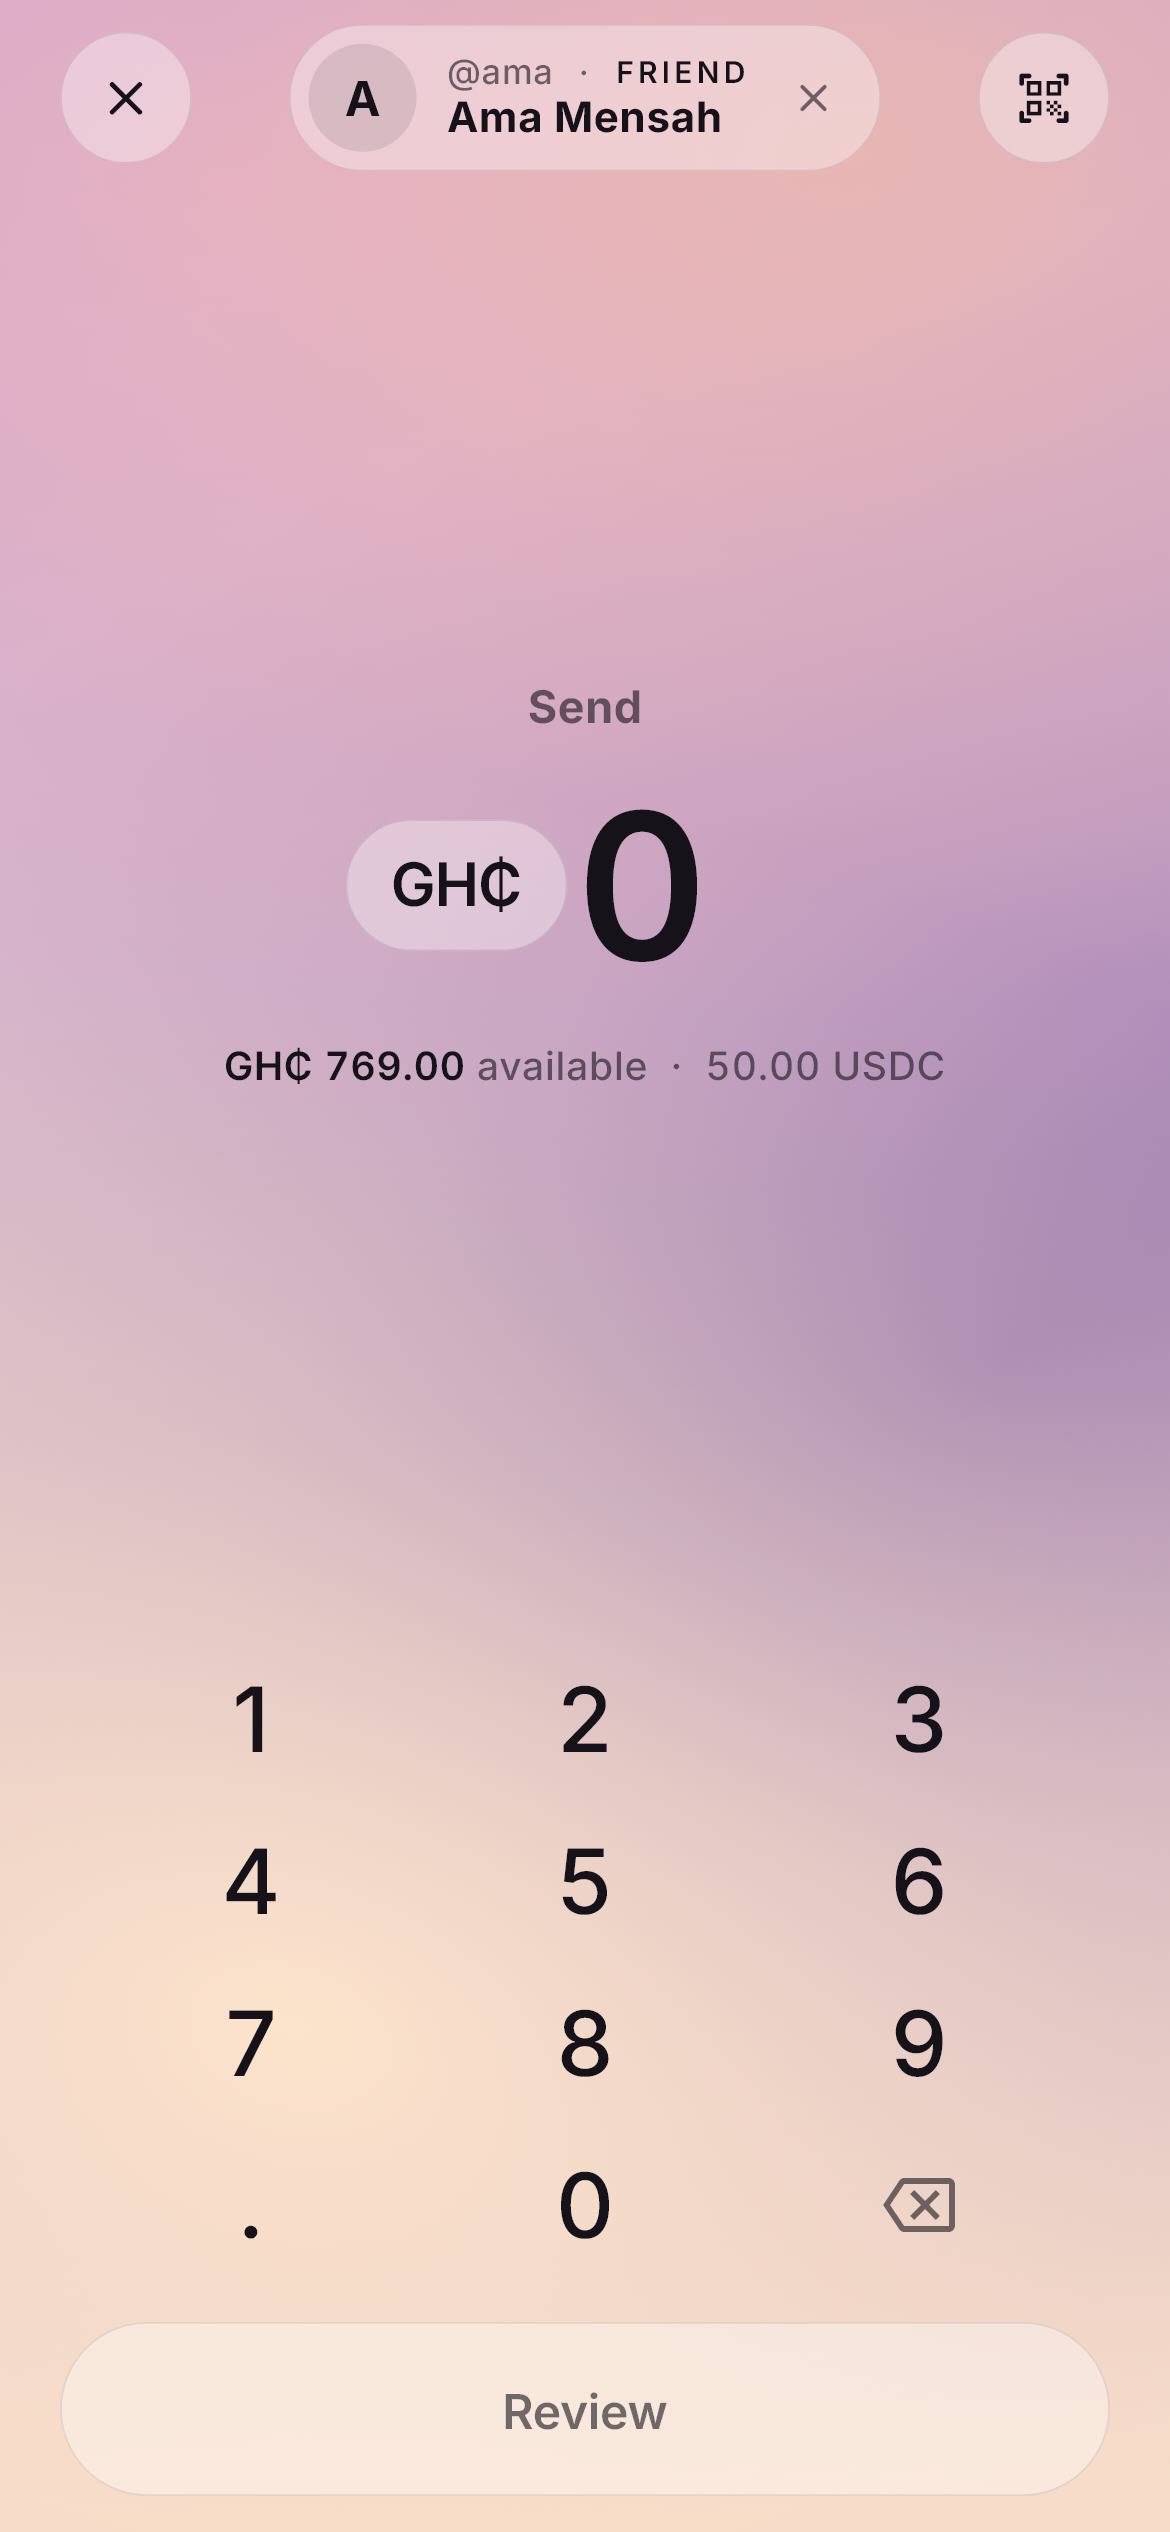 A
@ama · FRIEND
Ama Mensah
Send
GH₵ 0
GH₵ 769.00 available · 50.00 USDC
1 2 3
4 5 6
7 8 9
. 0
Review